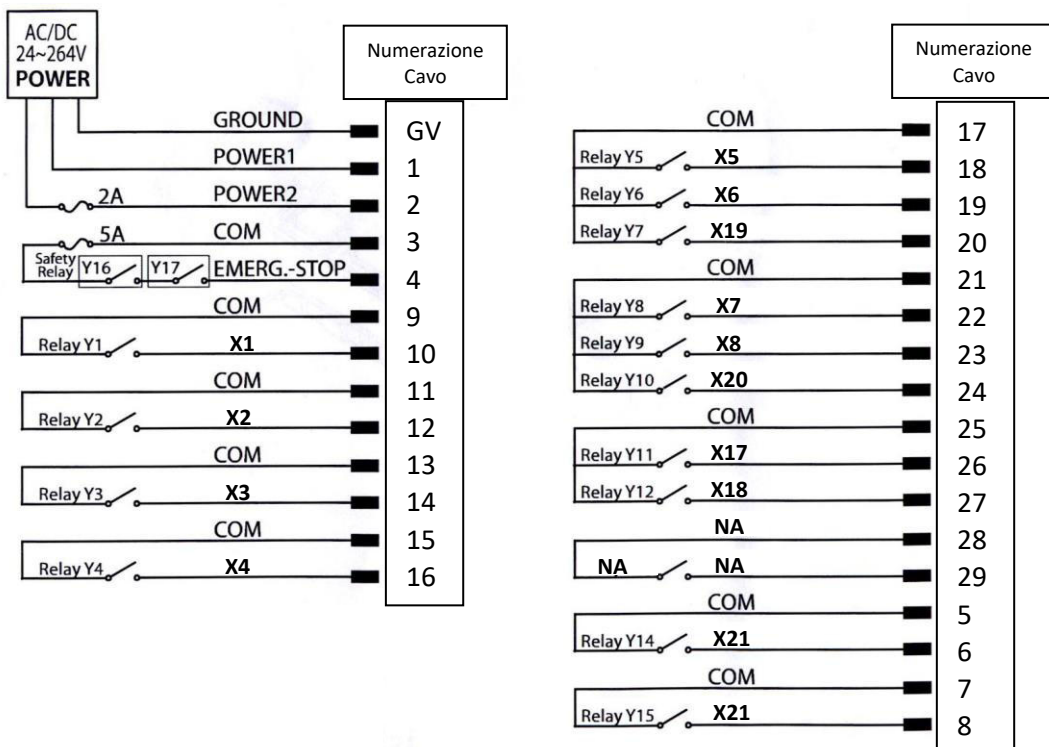 AC/DC
24~264V
POWER
Numerazione
Cavo
GROUND GV
POWER1 1
2A POWER2 2
5A COM 3
Safety
Relay Y16 Y17 EMERG.-STOP 4
COM 9
Relay Y1 X1 10
COM 11
Relay Y2 X2 12
COM 13
Relay Y3 X3 14
COM 15
Relay Y4 X4 16
Numerazione
Cavo
COM 17
Relay Y5 X5 18
Relay Y6 X6 19
Relay Y7 X19 20
COM 21
Relay Y8 X7 22
Relay Y9 X8 23
Relay Y10 X20 24
COM 25
Relay Y11 X17 26
Relay Y12 X18 27
NA 28
NA NA 29
COM 5
Relay Y14 X21 6
COM 7
Relay Y15 X21 8